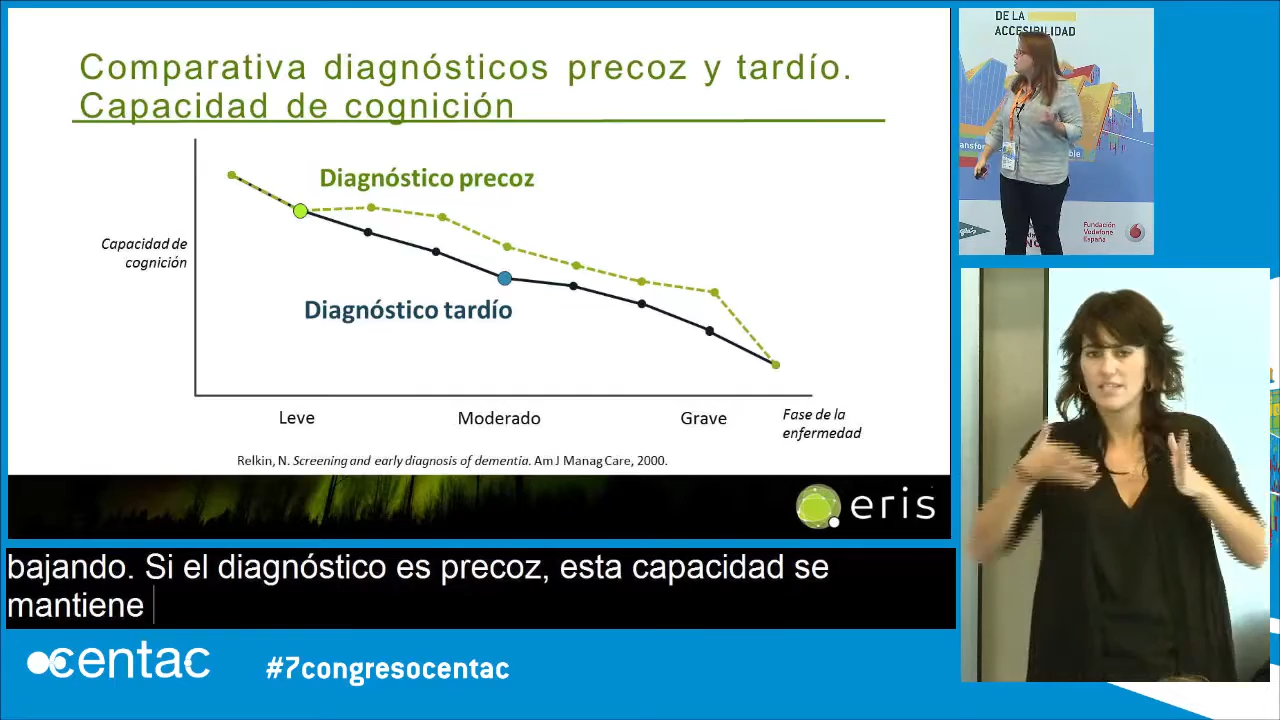 Comparativa diagnósticos precoz y tardío.
Capacidad de cognición
Diagnóstico precoz
Capacidad de
cognición
Diagnóstico tardío
Leve
Moderado
Grave
Fase de la
enfermedad
Relkin, N. Screening and early diagnosis of dementia. Am J Manag Care, 2000.
eris
DE LA
ACCESIBILIDAD
Fundación
Vodafone
España
bajando. Si el diagnóstico es precoz, esta capacidad se
mantiene
centac
#7congresocentac